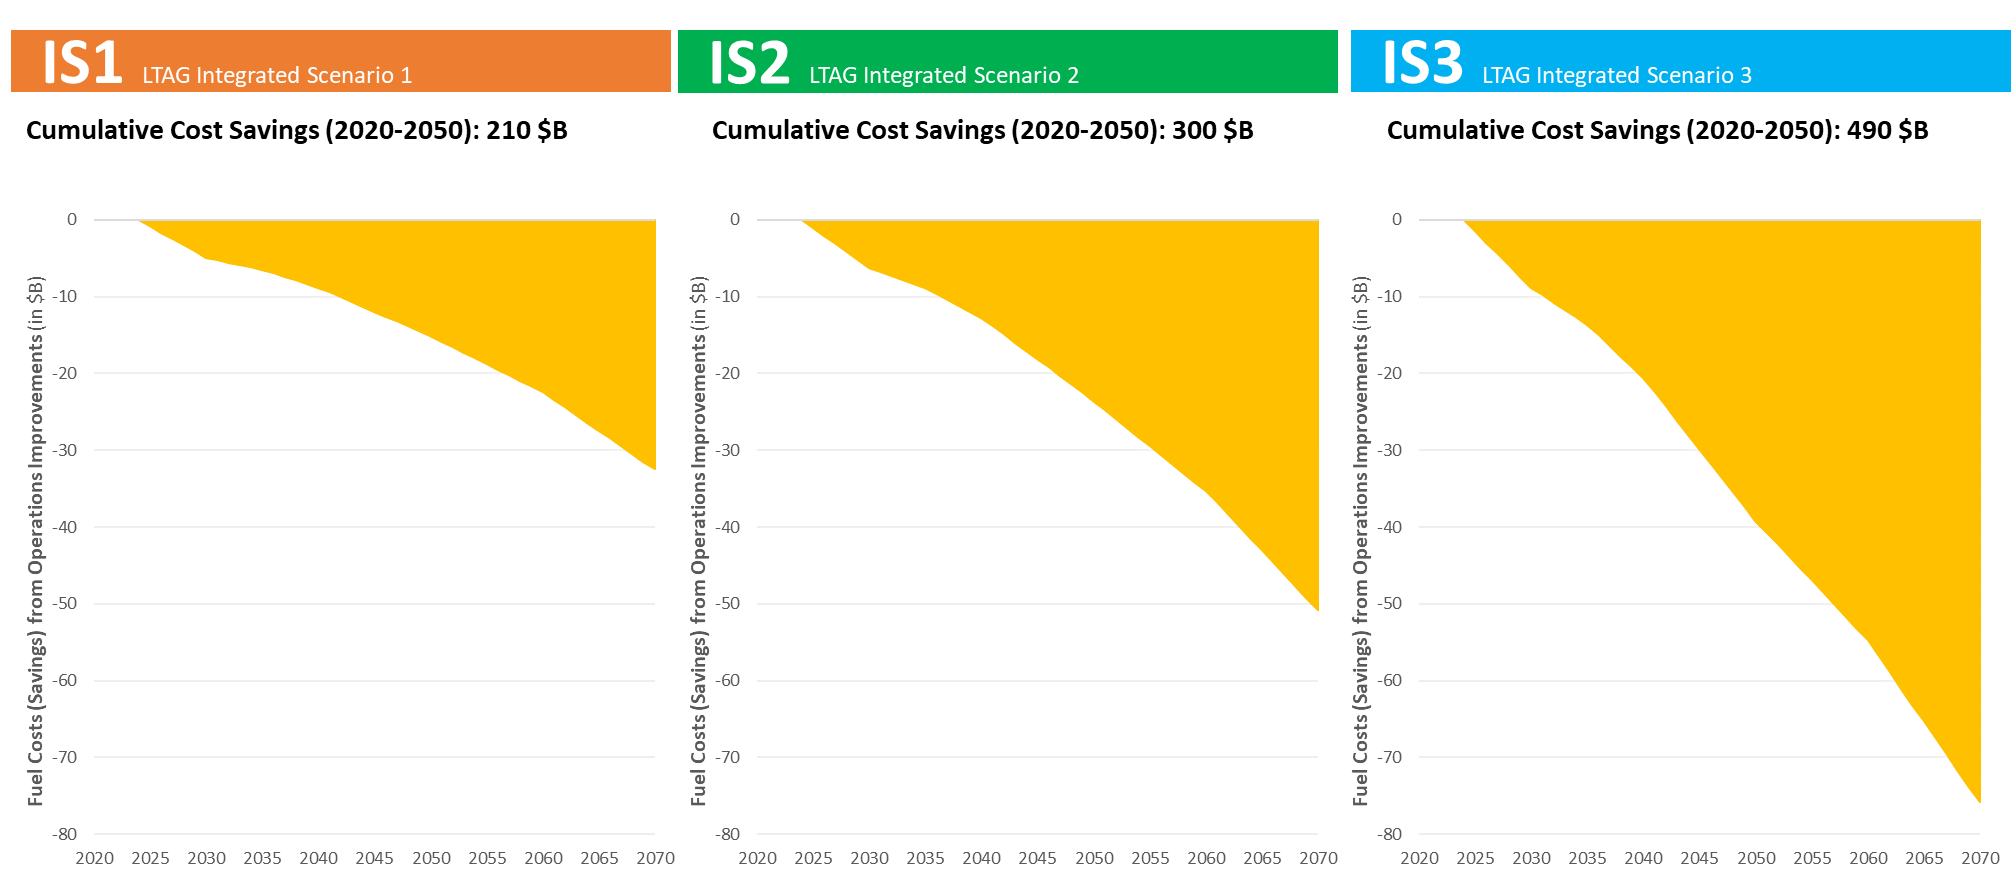 IS1 LTAG Integrated Scenario 1
Cumulative Cost Savings (2020-2050): 210 $B
Fuel Costs (Savings) from Operations Improvements (in $B)
0
-10
-20
-30
-40
-50
-60
-70
-80
2020 2025 2030 2035 2040 2045 2050 2055 2060 2065 2070
IS2 LTAG Integrated Scenario 2
Cumulative Cost Savings (2020-2050): 300 $B
Fuel Costs (Savings) from Operations Improvements (in $B)
0
-10
-20
-30
-40
-50
-60
-70
-80
2020 2025 2030 2035 2040 2045 2050 2055 2060 2065 2070
IS3 LTAG Integrated Scenario 3
Cumulative Cost Savings (2020-2050): 490 $B
Fuel Costs (Savings) from Operations Improvements (in $B)
0
-10
-20
-30
-40
-50
-60
-70
-80
2020 2025 2030 2035 2040 2045 2050 2055 2060 2065 2070